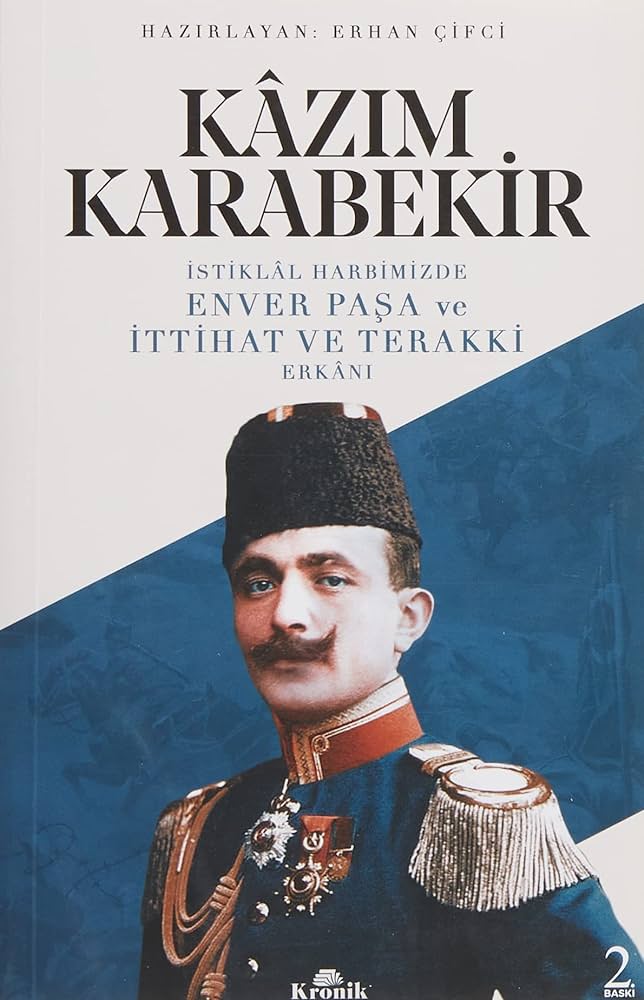 HAZIRLAYAN: ERHAN ÇİFCİ
KÂZIM
KARABEKİR
İSTİKLÂL HARBİMİZDE
ENVER PAŞA ve
İTTİHAT VE TERAKKİ
ERKÂNI
Kronik
2.
BASKI